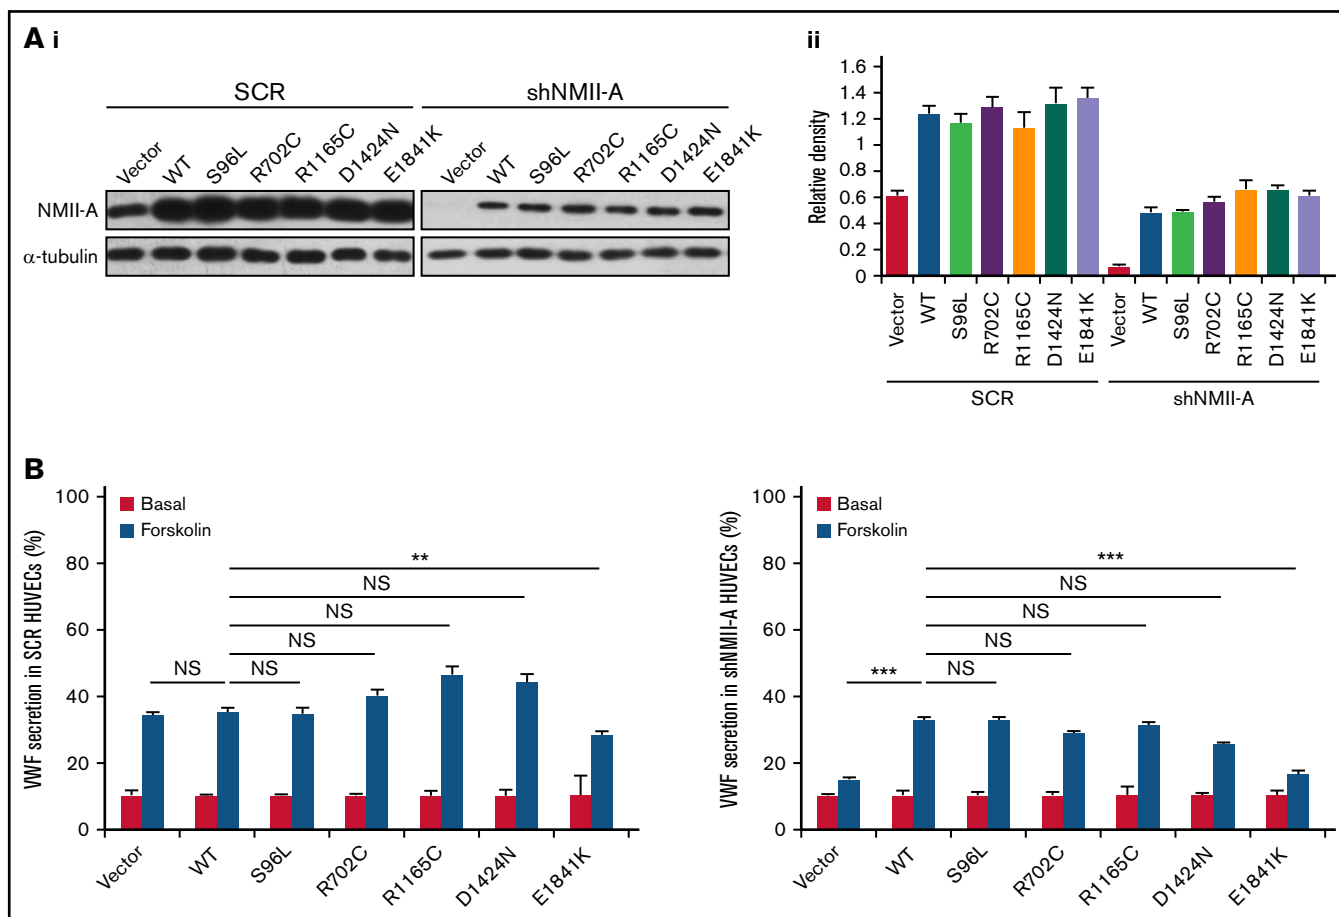 A i
SCR
shNMII-A
Vector WT S96L R702C R1165C D1424N E1841K
Vector WT S96L R702C R1165C D1424N E1841K
NMII-A
α-tubulin
ii
Relative density
1.6
1.4
1.2
1.0
0.8
0.6
0.4
0.2
0
Vector WT S96L R702C R1165C D1424N E1841K Vector WT S96L R702C R1165C D1424N E1841K
SCR
shNMII-A
B
VWF secretion in SCR HUVECs (%)
100
80
60
40
20
0
Basal
Forskolin
**
NS
NS
NS
NS
NS
Vector WT S96L R702C R1165C D1424N E1841K
VWF secretion in shNMII-A HUVECs (%)
100
80
60
40
20
0
Basal
Forskolin
***
NS
NS
NS
***
NS
Vector WT S96L R702C R1165C D1424N E1841K